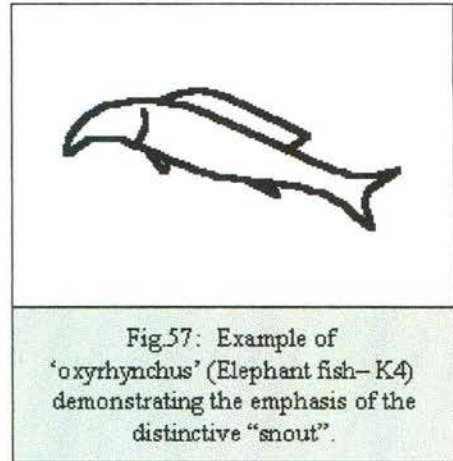 Fig.57: Example of
‘oxyrhynchus’ (Elephant fish– K4)
demonstrating the emphasis of the
distinctive “snout”.